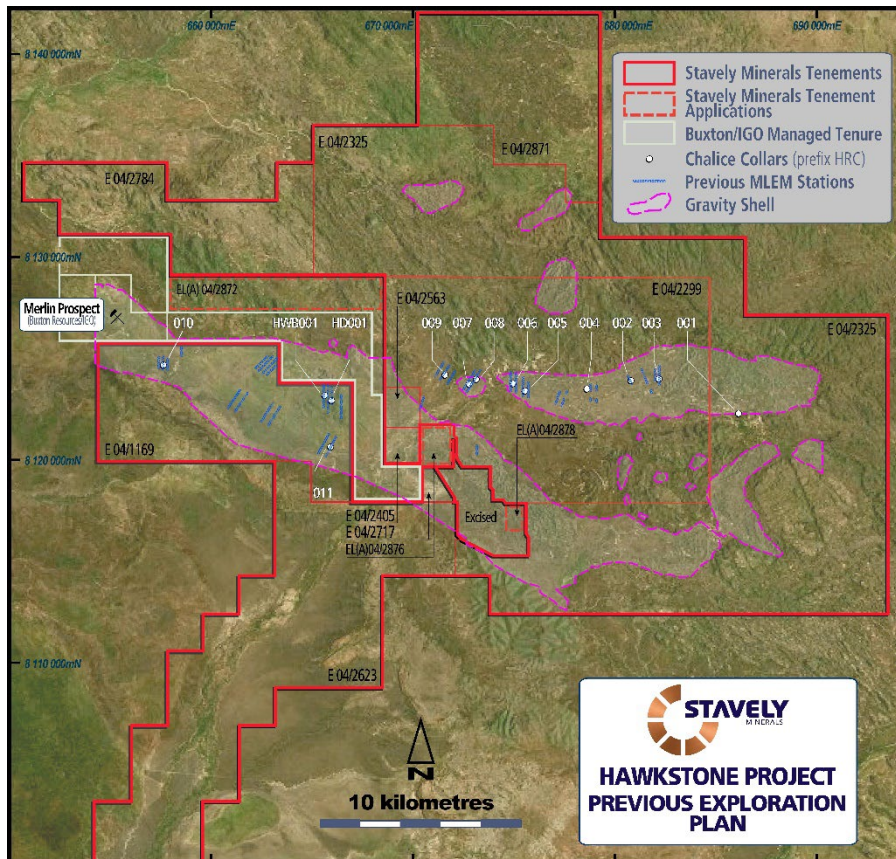 660 000mE
670 000mE
680 000mE
690 000mE
8 140 000mN
Stavely Minerals Tenements
Stavely Minerals Tenement
Applications
Buxton/IGO Managed Tenure
Chalice Collars (prefix HRC)
Previous MLEM Stations
Gravity Shell
E 04/2325
E 04/2871
E 04/2784
8 130 000mN
EL(A) 04/2872
E 04/2563
E 04/2299
E 04/2325
Merlin Prospect
(Buxton Resources/IGO)
010
HWB001
HD001
009
007
008
006
005
004
002
003
001
EL(A)04/2878
E 04/1169
8 120 000mN
011
E 04/2405
E 04/2717
EL(A)04/2876
Excised
8 110 000mN
E 04/2623
N
10 kilometres
STAVELY
MINERALS
HAWKSTONE PROJECT
PREVIOUS EXPLORATION
PLAN